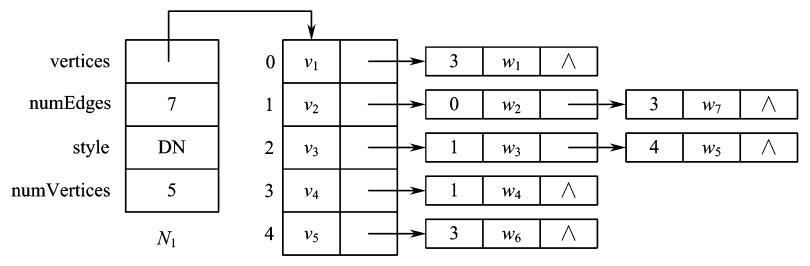 vertices 0 v₁ 3 w₁ ∧
numEdges 7 1 v₂ 0 w₂ 3 w₇ ∧
style DN 2 v₃ 1 w₃ 4 w₅ ∧
numVertices 5 3 v₄ 1 w₄ ∧
N₁ 4 v₅ 3 w₆ ∧